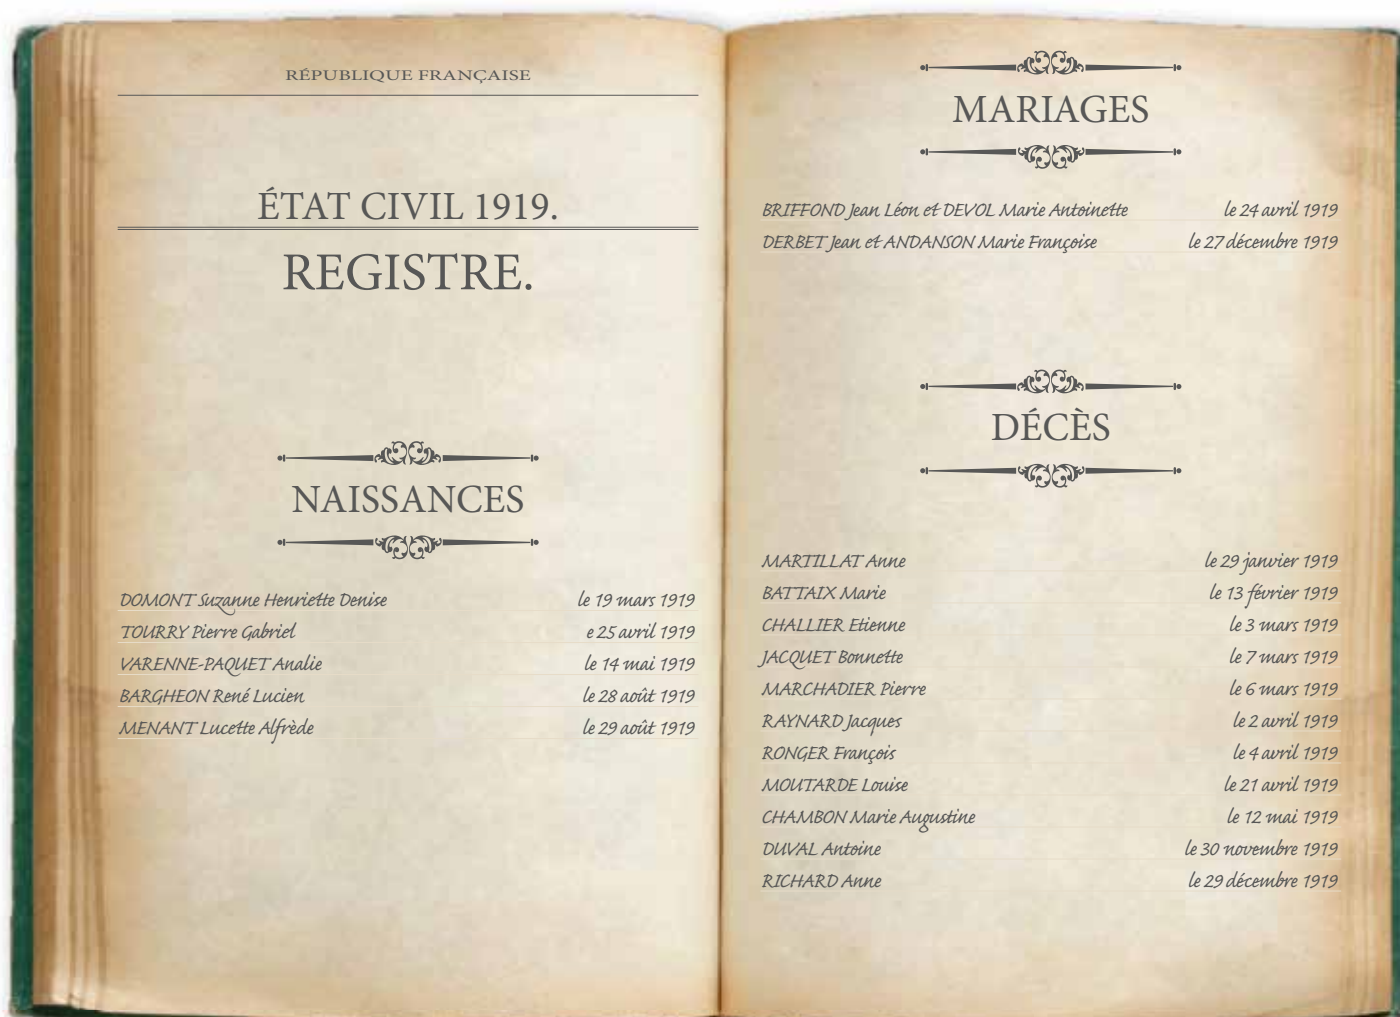 RÉPUBLIQUE FRANÇAISE
ÉTAT CIVIL 1919.
REGISTRE.
NAISSANCES
DOMONT Suzanne Henriette Denise le 19 mars 1919
TOURRY Pierre Gabriel e 25 avril 1919
VARENNE-PAQUET Analie le 14 mai 1919
BARGHEON René Lucien le 28 août 1919
MENANT Lucette Alfrède le 29 août 1919
MARIAGES
BRIFFOND Jean Léon et DEVOL Marie Antoinette le 24 avril 1919
DERBET Jean et ANDANSON Marie Françoise le 27 décembre 1919
DÉCÈS
MARTILLAT Anne le 29 janvier 1919
BATTAIX Marie le 13 février 1919
CHALLIER Etienne le 3 mars 1919
JACQUET Bonnette le 7 mars 1919
MARCHADIER Pierre le 6 mars 1919
RAYNARD Jacques le 2 avril 1919
RONGER François le 4 avril 1919
MOUTARDE Louise le 21 avril 1919
CHAMBON Marie Augustine le 12 mai 1919
DUVAL Antoine le 30 novembre 1919
RICHARD Anne le 29 décembre 1919